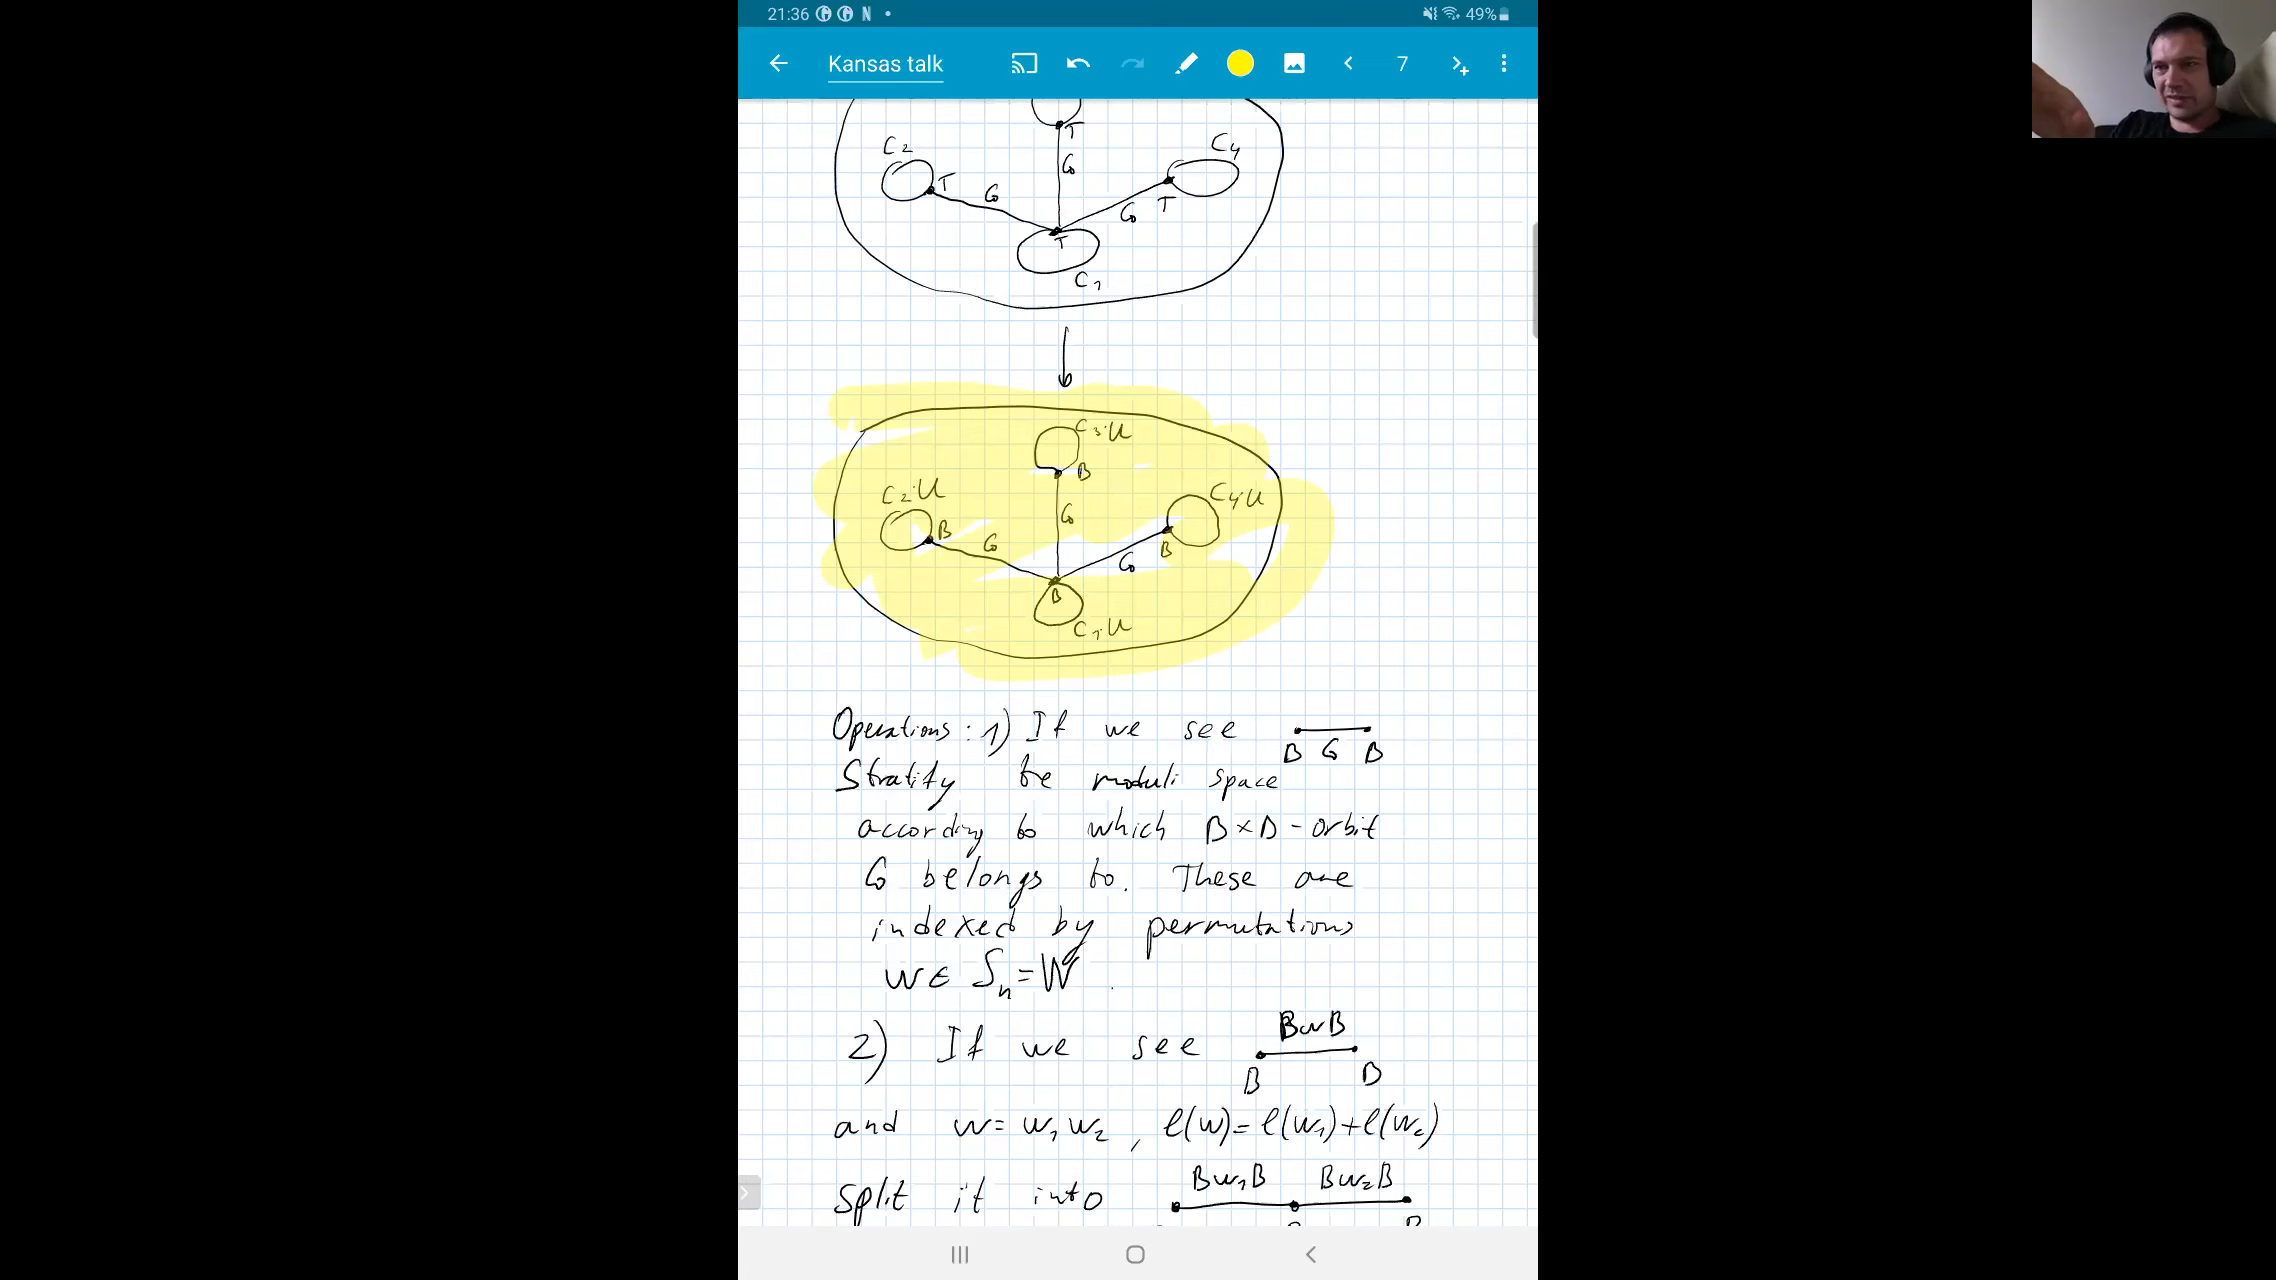 21:36 N 49%
Kansas talk 7
T
C2 C4
T G G G T
T
C1
C3·U
B
C2·U C4U
B G G G B
B
C1·U
Operations: 1) If we see
B G B
Stratify the moduli space
according to which B×B-orbit
G belongs to. These are
indexed by permutations
w∈ Sn=W.
2) If we see BwB
B B
and w= w1 w2, ℓ(w)= ℓ(w1)+ℓ(w2)
Split it into Bw1B Bw2B